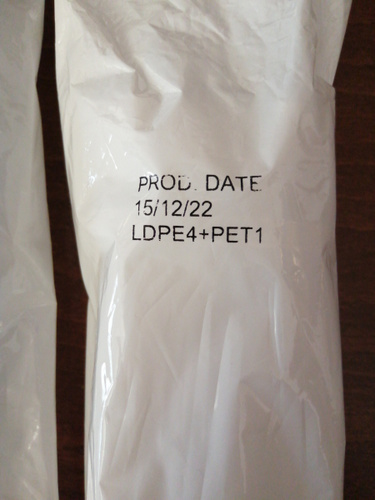 PROD. DATE
15/12/22
LDPE4+PET1